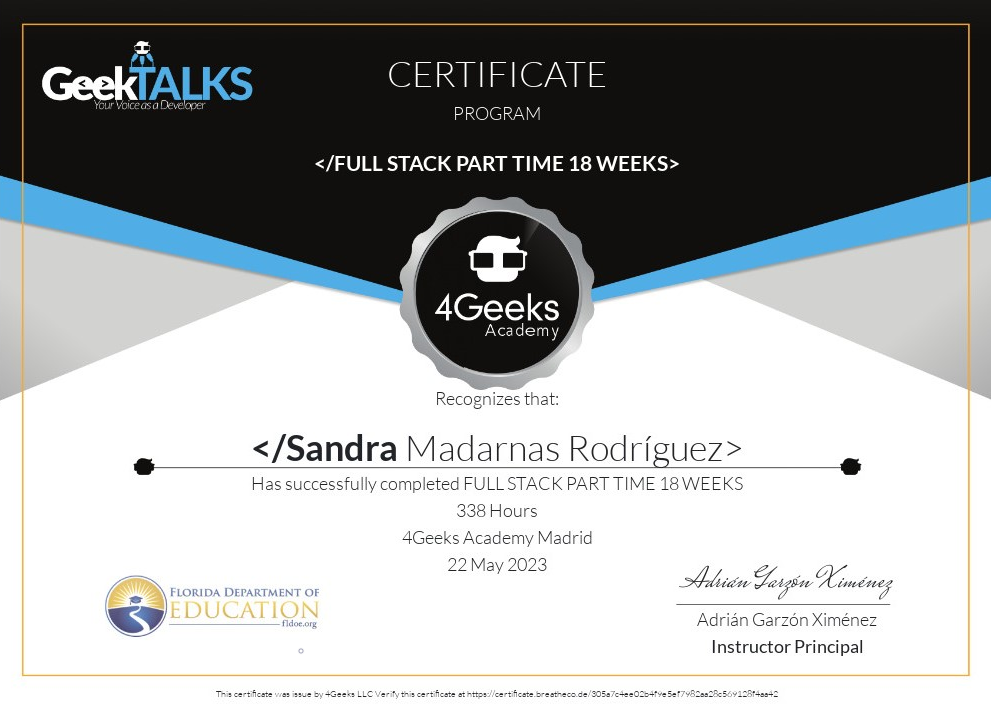 GeekTALKS
Your Voice as a Developer
CERTIFICATE
PROGRAM
</FULL STACK PART TIME 18 WEEKS>
4Geeks
Academy
Recognizes that:
</Sandra Madarnas Rodríguez>
Has successfully completed FULL STACK PART TIME 18 WEEKS
338 Hours
4Geeks Academy Madrid
22 May 2023
FLORIDA DEPARTMENT OF
EDUCATION
fldoe.org
Adrián Garzón Ximénez
Adrián Garzón Ximénez
Instructor Principal
This certificate was issue by 4Geeks LLC Verify this certificate at https://certificate.breatheco.de/305a7c4ee02b4f9e5ef7982aa28c569128f4aa42